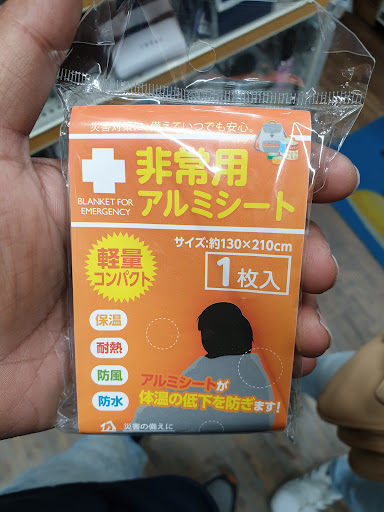 災害対策に、備えていつでも安心。
非常用
アルミシート
BLANKET FOR
EMERGENCY
サイズ:約130×210cm
1枚入
軽量
コンパクト
保温
耐熱
防風
防水
アルミシートが
体温の低下を防ぎます!
災害の備えに